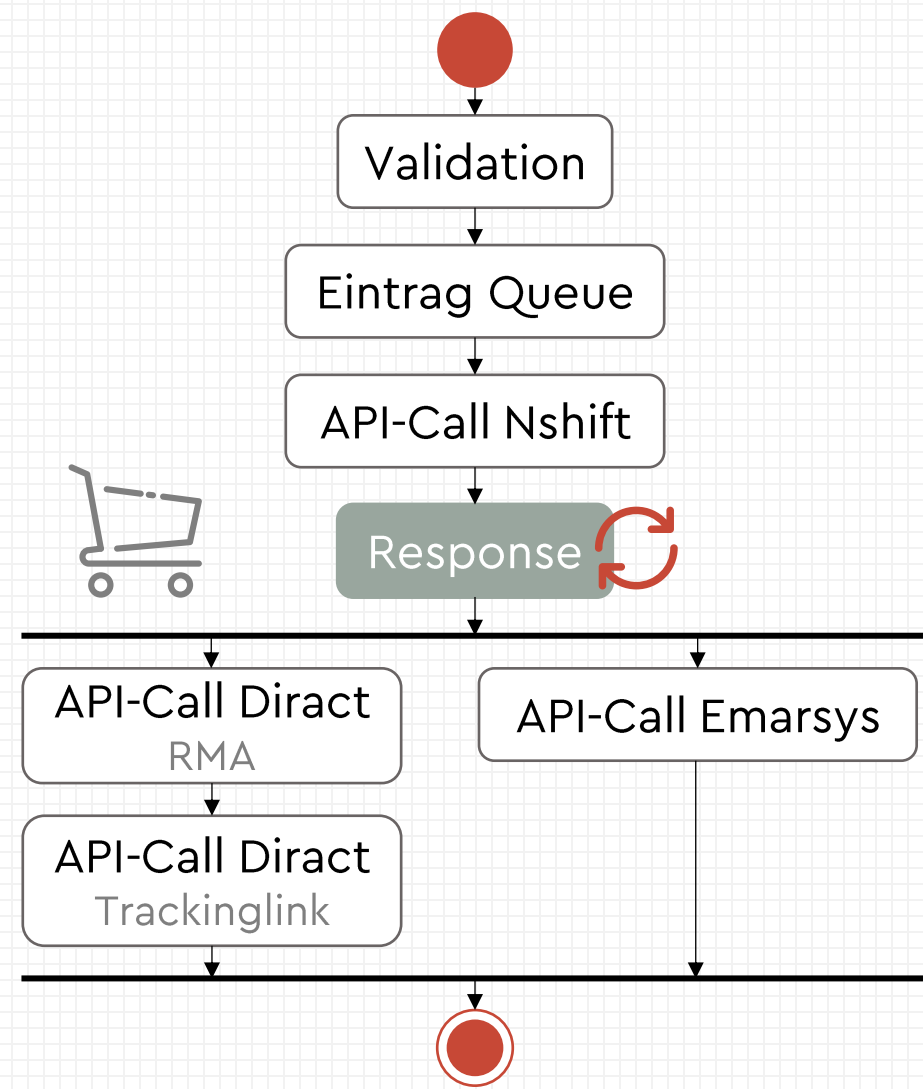 Validation
Eintrag Queue
API-Call Nshift
Response
API-Call Diract
RMA
API-Call Emarsys
API-Call Diract
Trackinglink